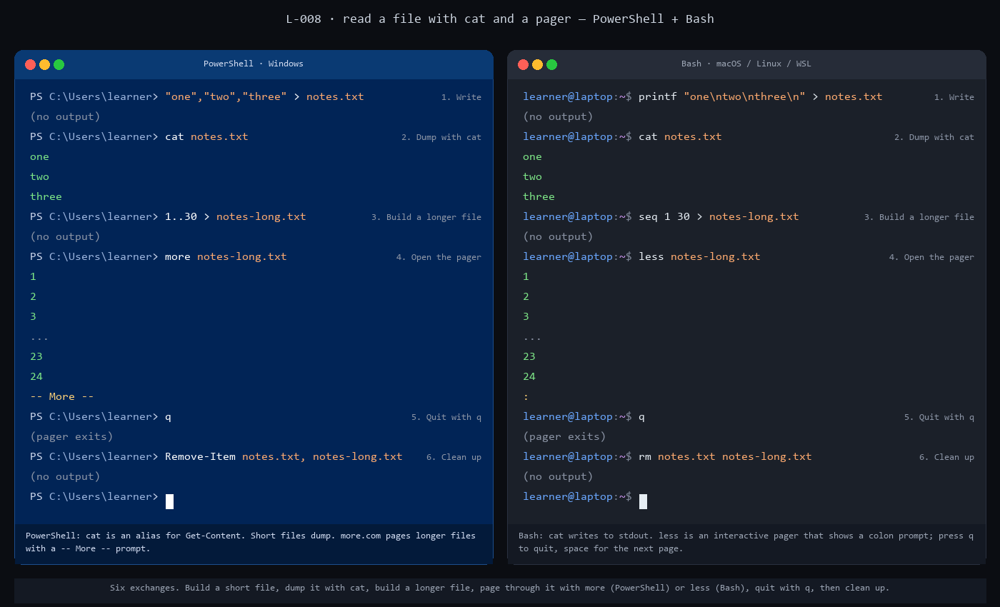 L-008 · read a file with cat and a pager — PowerShell + Bash
PowerShell · Windows
PS C:\Users\learner> "one","two","three" > notes.txt 1. Write
(no output)
PS C:\Users\learner> cat notes.txt 2. Dump with cat
one
two
three
PS C:\Users\learner> 1..30 > notes-long.txt 3. Build a longer file
(no output)
PS C:\Users\learner> more notes-long.txt 4. Open the pager
1
2
3
...
23
24
-- More --
PS C:\Users\learner> q 5. Quit with q
(pager exits)
PS C:\Users\learner> Remove-Item notes.txt, notes-long.txt 6. Clean up
(no output)
PS C:\Users\learner>
PowerShell: cat is an alias for Get-Content. Short files dump. more.com pages longer files
with a -- More -- prompt.
Bash · macOS / Linux / WSL
learner@laptop:~$ printf "one\ntwo\nthree\n" > notes.txt 1. Write
(no output)
learner@laptop:~$ cat notes.txt 2. Dump with cat
one
two
three
learner@laptop:~$ seq 1 30 > notes-long.txt 3. Build a longer file
(no output)
learner@laptop:~$ less notes-long.txt 4. Open the pager
1
2
3
...
23
24
:
learner@laptop:~$ q 5. Quit with q
(pager exits)
learner@laptop:~$ rm notes.txt notes-long.txt 6. Clean up
(no output)
learner@laptop:~$
Bash: cat writes to stdout. less is an interactive pager that shows a colon prompt; press q
to quit, space for the next page.
Six exchanges. Build a short file, dump it with cat, build a longer file, page through it with more (PowerShell) or less (Bash), quit with q, then clean up.